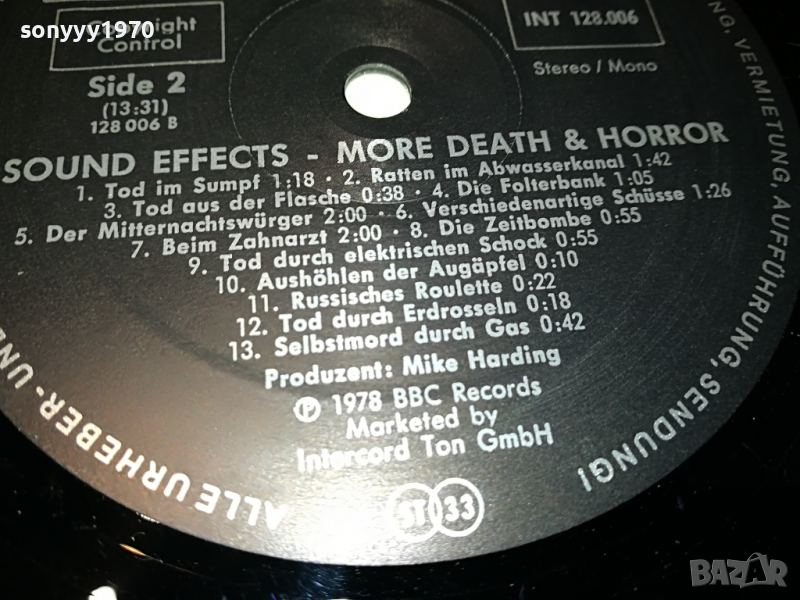 sonyyy1970
Copyright
Control
INT 128.006
Side 2
(13:31)
128 006 B
Stereo / Mono
SOUND EFFECTS - MORE DEATH & HORROR
1. Tod im Sumpf 1:18 · 2. Ratten im Abwasserkanal 1:42
3. Tod aus der Flasche 0:38 · 4. Die Folterbank 1:05
5. Der Mitternachtswürger 2:00 · 6. Verschiedenartige Schüsse 1:26
7. Beim Zahnarzt 2:00 · 8. Die Zeitbombe 0:55
9. Tod durch elektrischen Schock 0:55
10. Aushöhlen der Augäpfel 0:10
11. Russisches Roulette 0:22
12. Tod durch Erdrosseln 0:18
13. Selbstmord durch Gas 0:42
Produzent: Mike Harding
Ⓟ 1978 BBC Records
Marketed by
Intercord Ton GmbH
ST 33
ALLE URHEBER- UND
VERMIETUNG, AUFFÜHRUNG, SENDUNG!
BAZAR